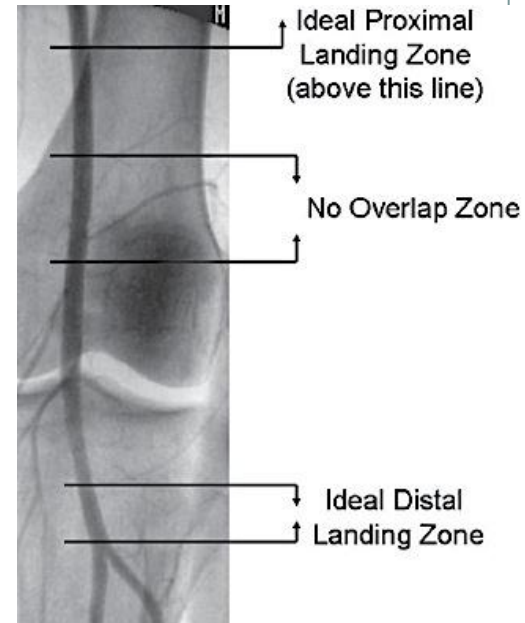 M
Ideal Proximal
Landing Zone
(above this line)
No Overlap Zone
Ideal Distal
Landing Zone